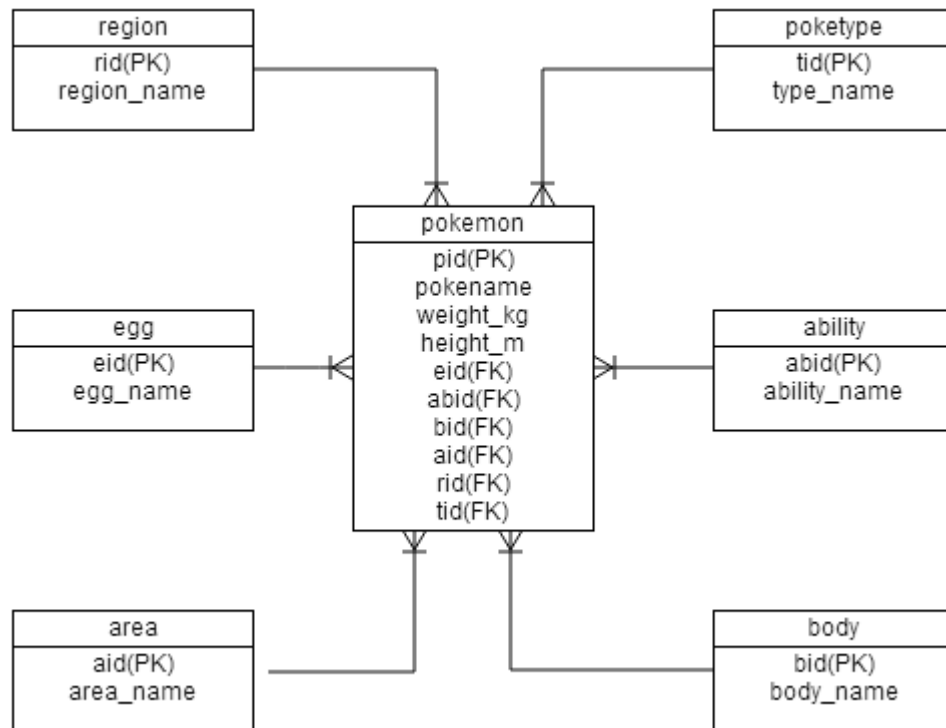 region
rid(PK)
region_name
poketype
tid(PK)
type_name
pokemon
pid(PK)
pokename
weight_kg
height_m
eid(FK)
abid(FK)
bid(FK)
aid(FK)
rid(FK)
tid(FK)
egg
eid(PK)
egg_name
ability
abid(PK)
ability_name
area
aid(PK)
area_name
body
bid(PK)
body_name